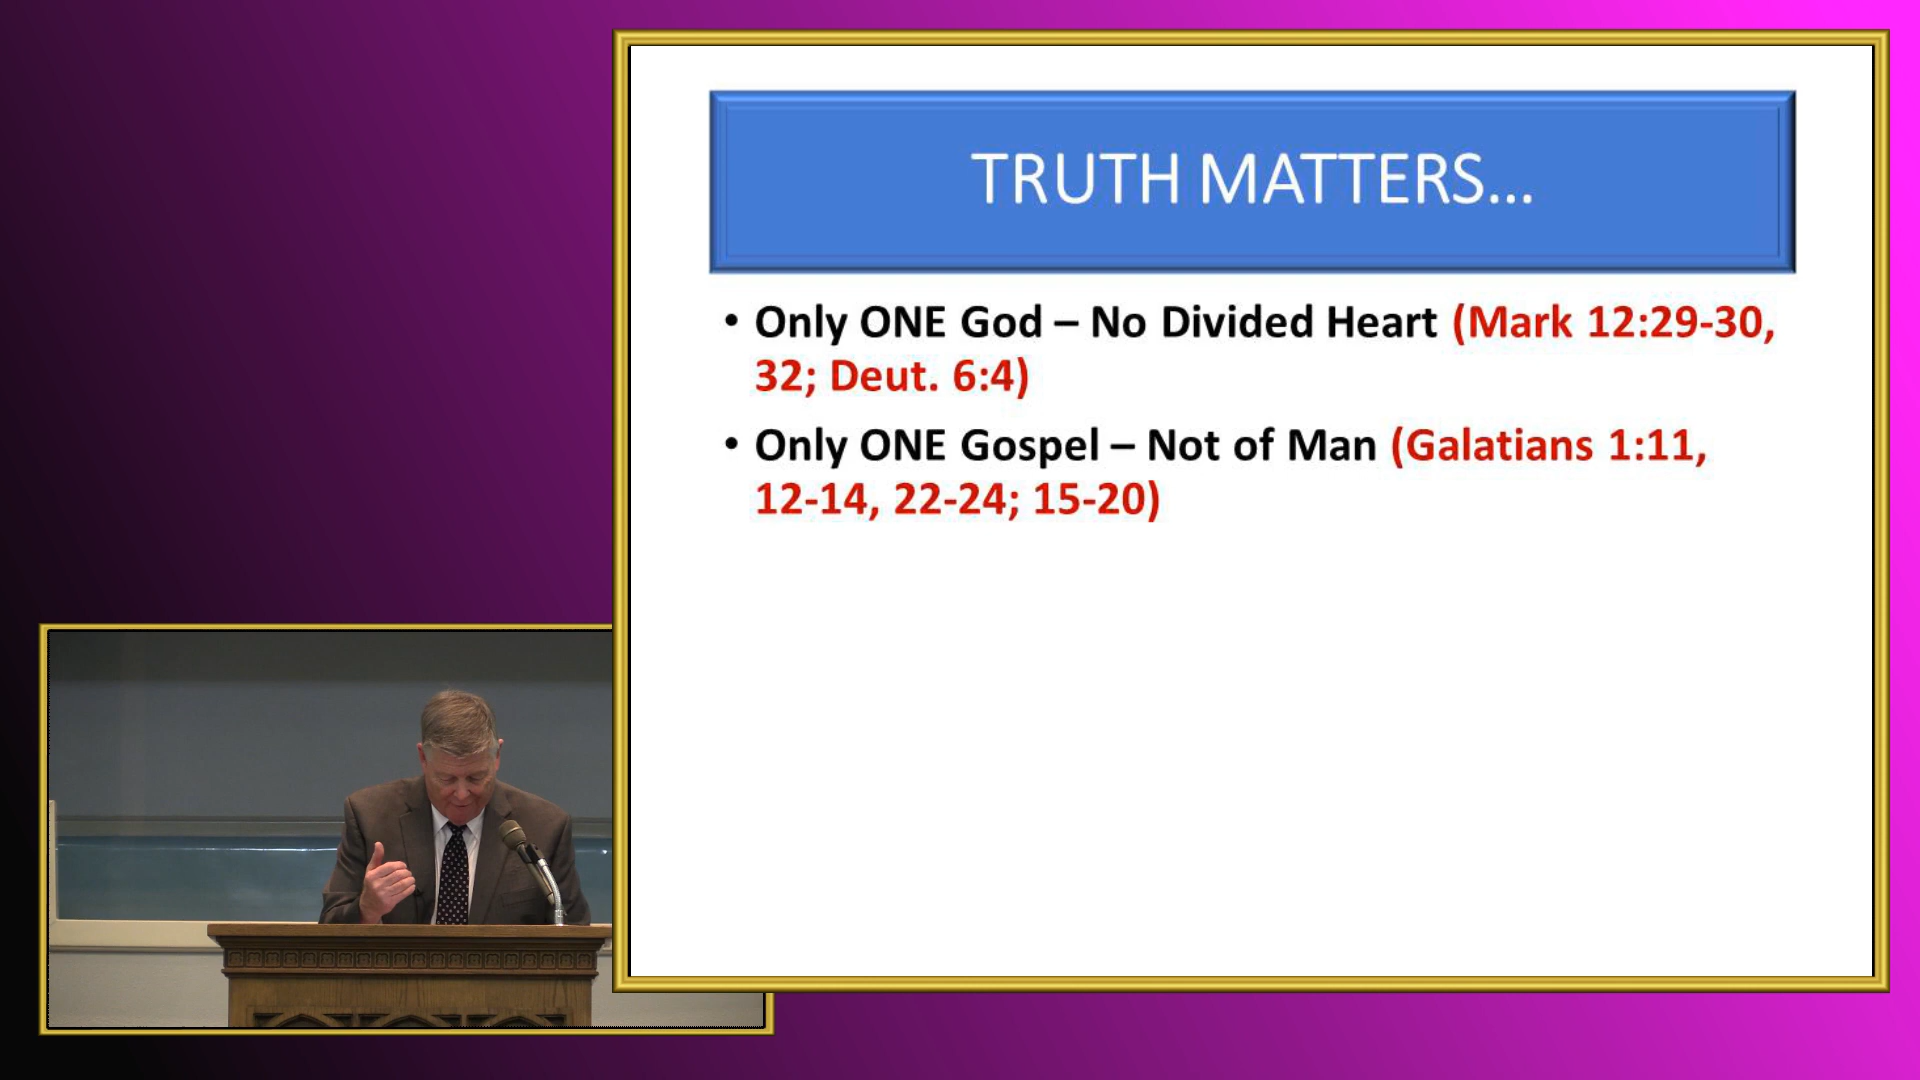 TRUTH MATTERS...
• Only ONE God – No Divided Heart (Mark 12:29-30,
32; Deut. 6:4)
• Only ONE Gospel – Not of Man (Galatians 1:11,
12-14, 22-24; 15-20)